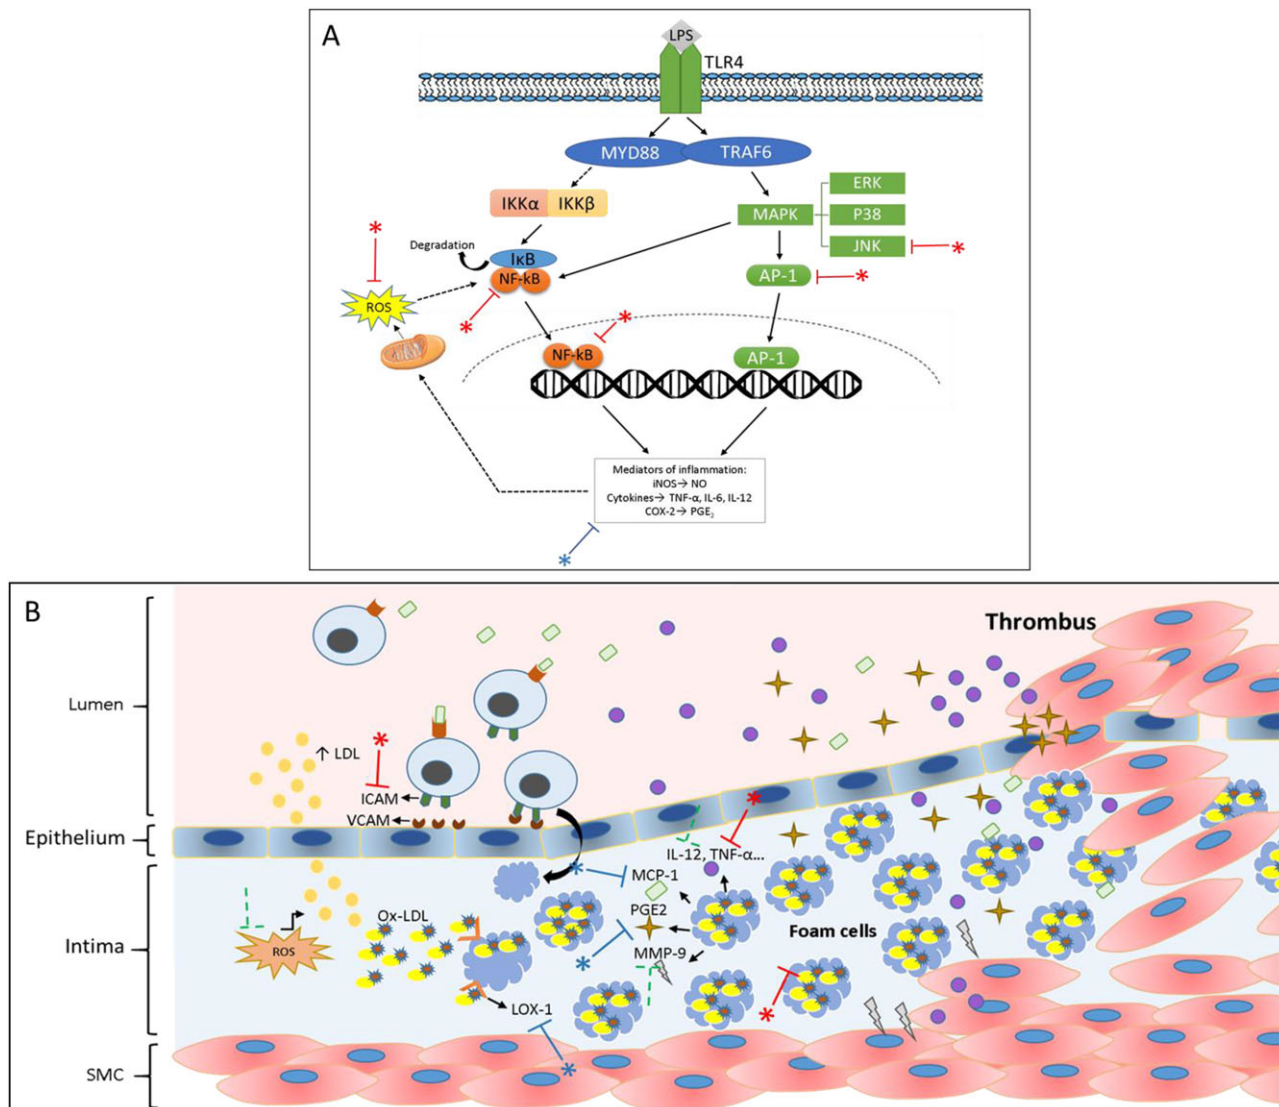 A
LPS
TLR4
MYD88
TRAF6
IKKα
IKKβ
MAPK
ERK
P38
JNK
Degradation
IκB
NF-kB
AP-1
ROS
NF-kB
AP-1
Mediators of inflammation:
iNOS→ NO
Cytokines→ TNF-α, IL-6, IL-12
COX-2→ PGE₂
B
Thrombus
Lumen
↑ LDL
ICAM
VCAM
Epithelium
IL-12, TNF-α...
MCP-1
Ox-LDL
PGE2
Foam cells
Intima
ROS
MMP-9
LOX-1
SMC